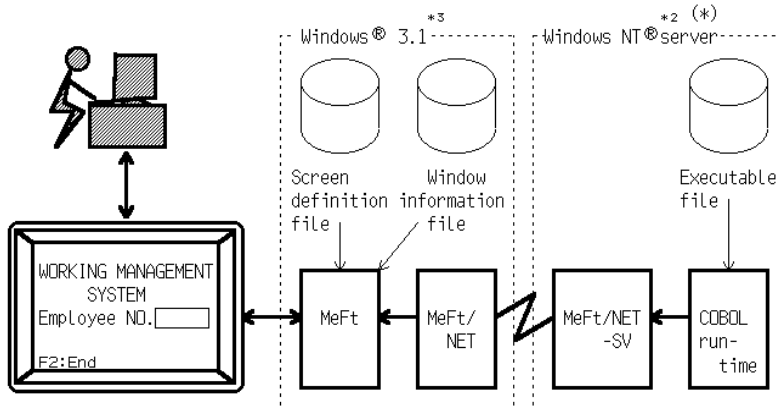 *3
Windows® 3.1
*2 (*)
Windows NT® server
Screen
definition
file
Window
information
file
Executable
file
WORKING MANAGEMENT
SYSTEM
Employee NO.
F2:End
MeFt
MeFt/
NET
MeFt/NET
-SV
COBOL
run-
time